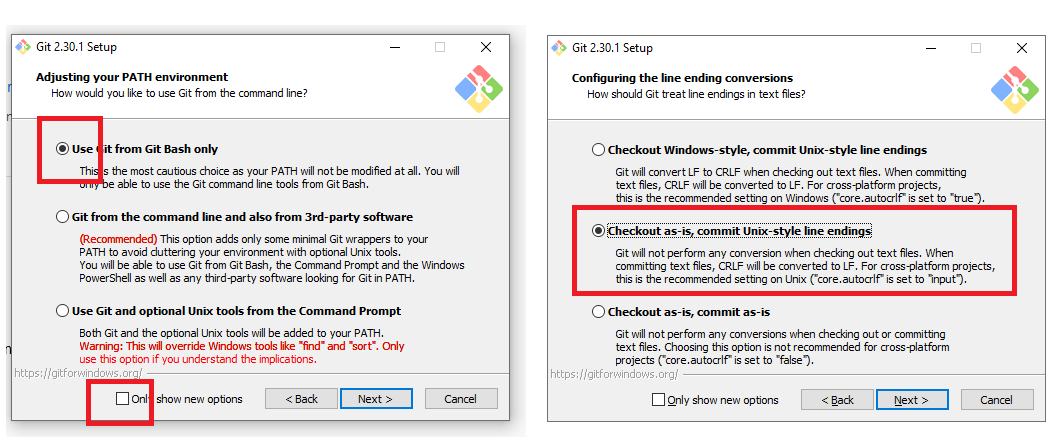 Git 2.30.1 Setup
Adjusting your PATH environment
How would you like to use Git from the command line?
Use Git from Git Bash only
This is the most cautious choice as your PATH will not be modified at all. You will
only be able to use the Git command line tools from Git Bash.
Git from the command line and also from 3rd-party software
(Recommended) This option adds only some minimal Git wrappers to your
PATH to avoid cluttering your environment with optional Unix tools.
You will be able to use Git from Git Bash, the Command Prompt and the Windows
PowerShell as well as any third-party software looking for Git in PATH.
Use Git and optional Unix tools from the Command Prompt
Both Git and the optional Unix tools will be added to your PATH.
Warning: This will override Windows tools like "find" and "sort". Only
use this option if you understand the implications.
https://gitforwindows.org/
Only show new options
< Back
Next >
Cancel
Git 2.30.1 Setup
Configuring the line ending conversions
How should Git treat line endings in text files?
Checkout Windows-style, commit Unix-style line endings
Git will convert LF to CRLF when checking out text files. When committing
text files, CRLF will be converted to LF. For cross-platform projects,
this is the recommended setting on Windows ("core.autocrlf" is set to "true").
Checkout as-is, commit Unix-style line endings
Git will not perform any conversion when checking out text files. When
committing text files, CRLF will be converted to LF. For cross-platform projects,
this is the recommended setting on Unix ("core.autocrlf" is set to "input").
Checkout as-is, commit as-is
Git will not perform any conversions when checking out or committing
text files. Choosing this option is not recommended for cross-platform
projects ("core.autocrlf" is set to "false").
https://gitforwindows.org/
Only show new options
< Back
Next >
Cancel